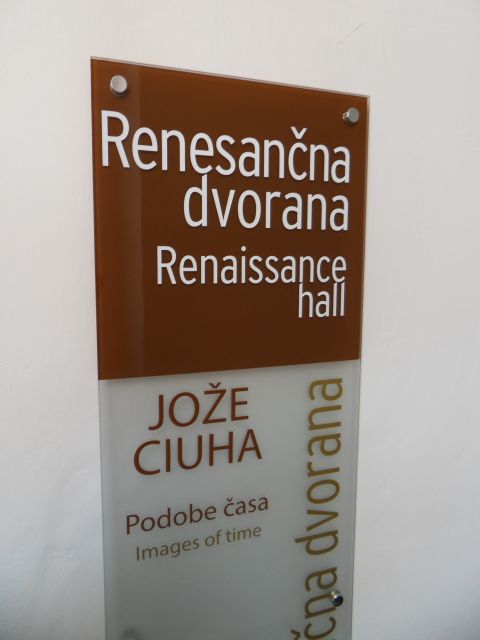 Renesančna
dvorana
Renaissance
hall
JOŽE
CIUHA
Podobe časa
Images of time
čna dvorana